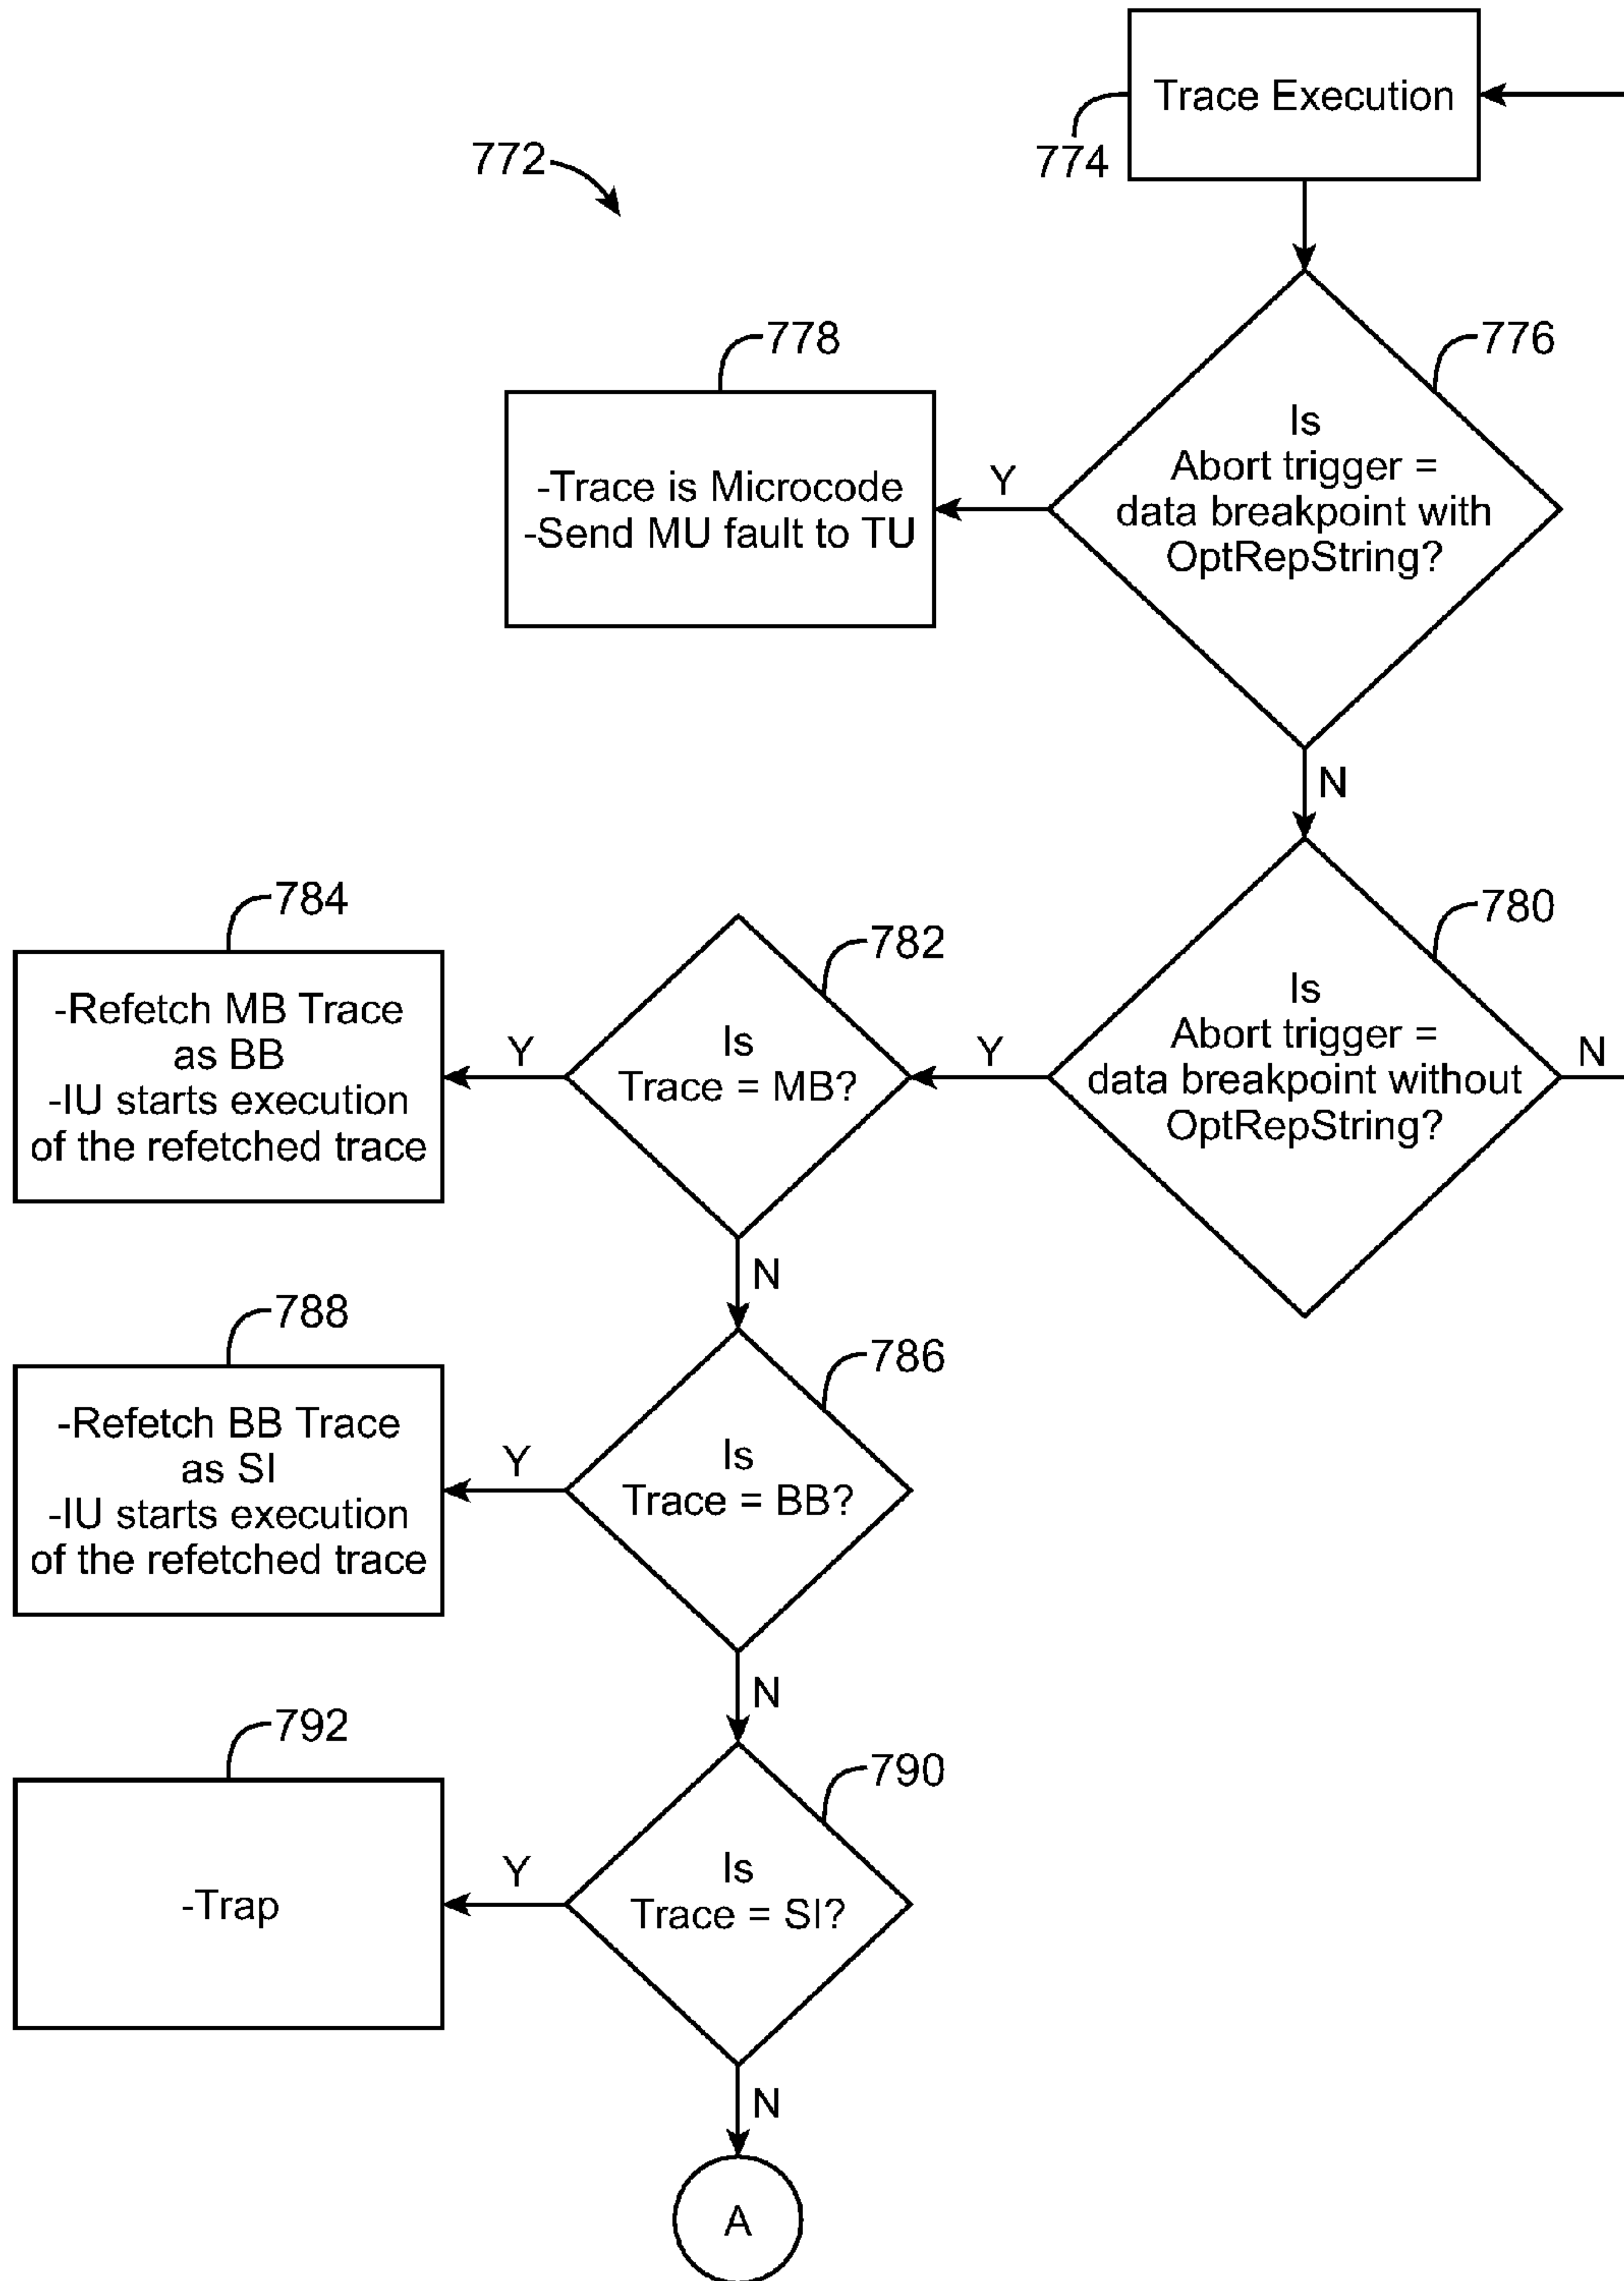 Trace Execution
774
772
778
776
-Trace is Microcode
-Send MU fault to TU
Y
Is
Abort trigger =
data breakpoint with
OptRepString?
N
784
782
780
-Refetch MB Trace
as BB
-IU starts execution
of the refetched trace
Y
Is
Trace = MB?
Y
Is
Abort trigger =
data breakpoint without
OptRepString?
N
N
788
786
-Refetch BB Trace
as SI
-IU starts execution
of the refetched trace
Y
Is
Trace = BB?
N
792
790
-Trap
Y
Is
Trace = SI?
N
A